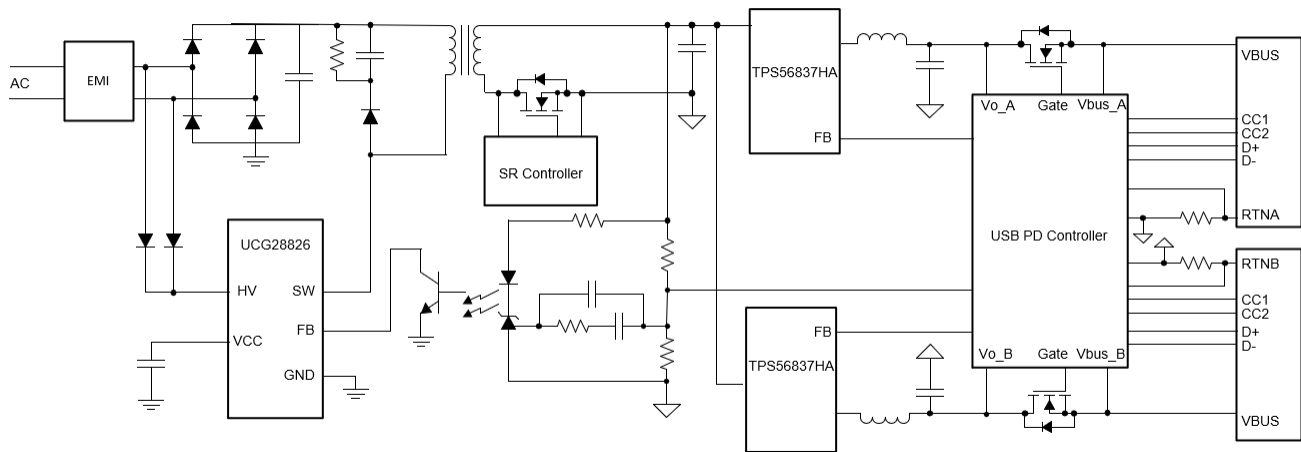 AC
EMI
UCG28826
HV
SW
FB
VCC
GND
SR Controller
TPS56837HA
FB
TPS56837HA
FB
Vo_A
Gate
Vbus_A
USB PD Controller
Vo_B
Gate
Vbus_B
VBUS
CC1
CC2
D+
D-
RTNA
RTNB
CC1
CC2
D+
D-
VBUS